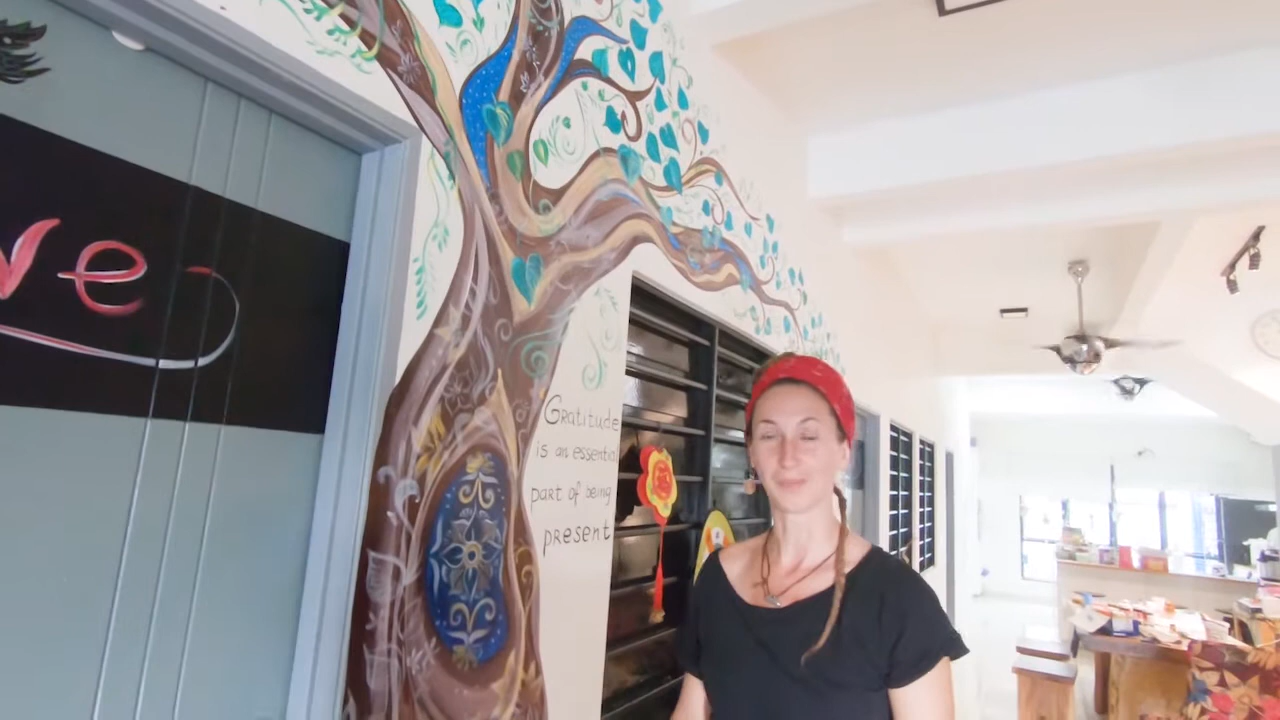 ve
Gratitude
is an essentia
part of being
present